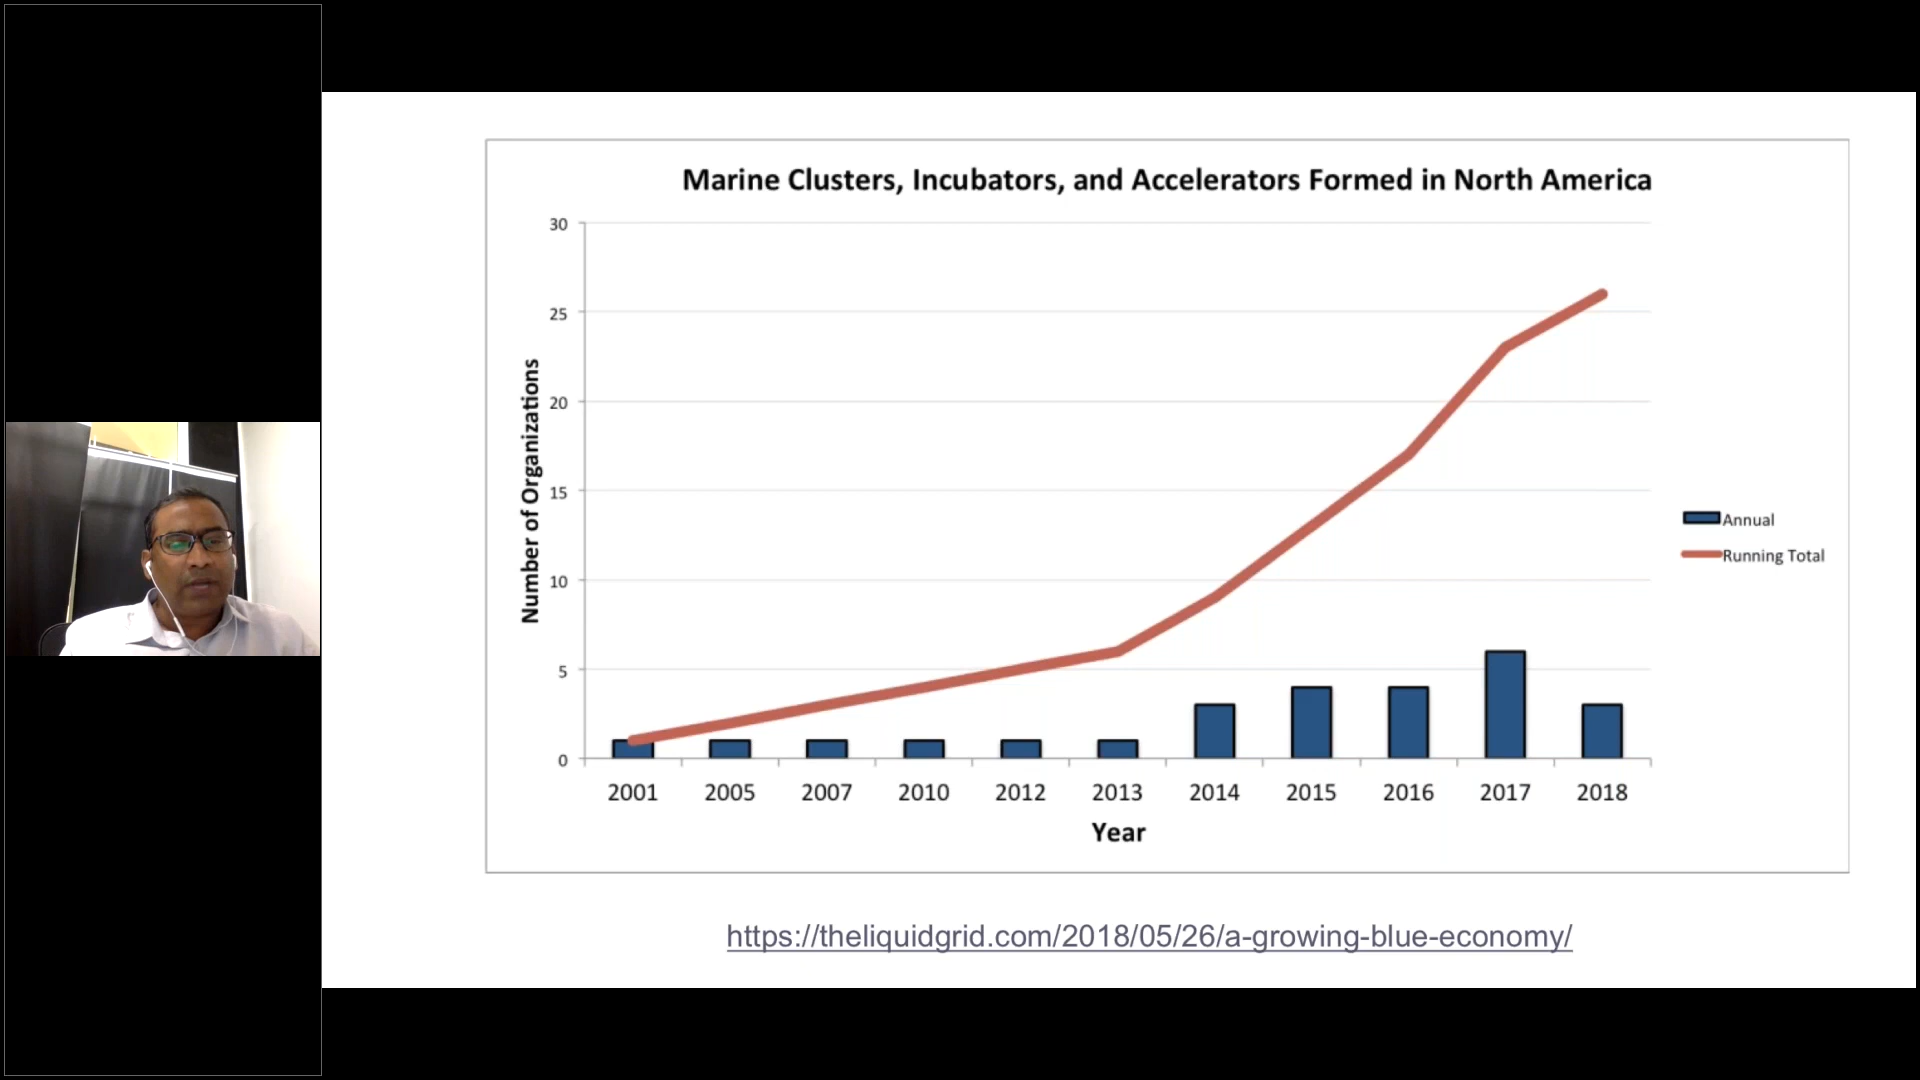 Marine Clusters, Incubators, and Accelerators Formed in North America
30
25
20
15
10
5
0
Number of Organizations
2001 2005 2007 2010 2012 2013 2014 2015 2016 2017 2018
Year
Annual
Running Total
https://theliquidgrid.com/2018/05/26/a-growing-blue-economy/